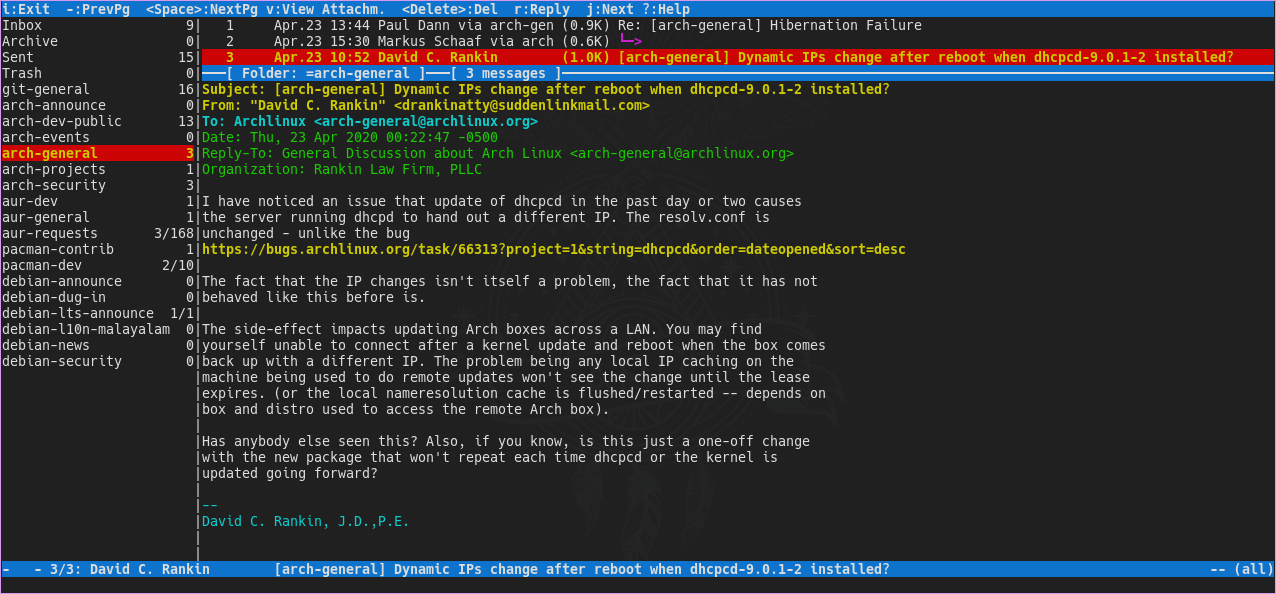 i:Exit  -:PrevPg  <Space>:NextPg v:View Attachm.  <Delete>:Del  r:Reply  j:Next ?:Help
Inbox                  9|   1     Apr.23 13:44 Paul Dann via arch-gen (0.9K) Re: [arch-general] Hibernation Failure
Archive                0|   2     Apr.23 15:30 Markus Schaaf via arch (0.6K) └─>
Sent                  15|   3     Apr.23 10:52 David C. Rankin        (1.0K) [arch-general] Dynamic IPs change after reboot when dhcpcd-9.0.1-2 installed?
Trash                  0|───[ Folder: =arch-general ]───[ 3 messages ]───
git-general           16|Subject: [arch-general] Dynamic IPs change after reboot when dhcpcd-9.0.1-2 installed?
arch-announce          0|From: "David C. Rankin" <drankinatty@suddenlinkmail.com>
arch-dev-public       13|To: Archlinux <arch-general@archlinux.org>
arch-events            0|Date: Thu, 23 Apr 2020 00:22:47 -0500
arch-general           3|Reply-To: General Discussion about Arch Linux <arch-general@archlinux.org>
arch-projects          1|Organization: Rankin Law Firm, PLLC
arch-security          3|
aur-dev                1|I have noticed an issue that update of dhcpcd in the past day or two causes
aur-general            1|the server running dhcpd to hand out a different IP. The resolv.conf is
aur-requests       3/168|unchanged - unlike the bug
pacman-contrib         1|https://bugs.archlinux.org/task/66313?project=1&string=dhcpcd&order=dateopened&sort=desc
pacman-dev          2/10|
debian-announce        0|The fact that the IP changes isn't itself a problem, the fact that it has not
debian-dug-in          0|behaved like this before is.
debian-lts-announce  1/1|
debian-l10n-malayalam  0|The side-effect impacts updating Arch boxes across a LAN. You may find
debian-news            0|yourself unable to connect after a kernel update and reboot when the box comes
debian-security        0|back up with a different IP. The problem being any local IP caching on the
|machine being used to do remote updates won't see the change until the lease
|expires. (or the local nameresolution cache is flushed/restarted -- depends on
|box and distro used to access the remote Arch box).
|
|Has anybody else seen this? Also, if you know, is this just a one-off change
|with the new package that won't repeat each time dhcpcd or the kernel is
|updated going forward?
|
|--
|David C. Rankin, J.D.,P.E.
|
|
-   - 3/3: David C. Rankin        [arch-general] Dynamic IPs change after reboot when dhcpcd-9.0.1-2 installed?    -- (all)